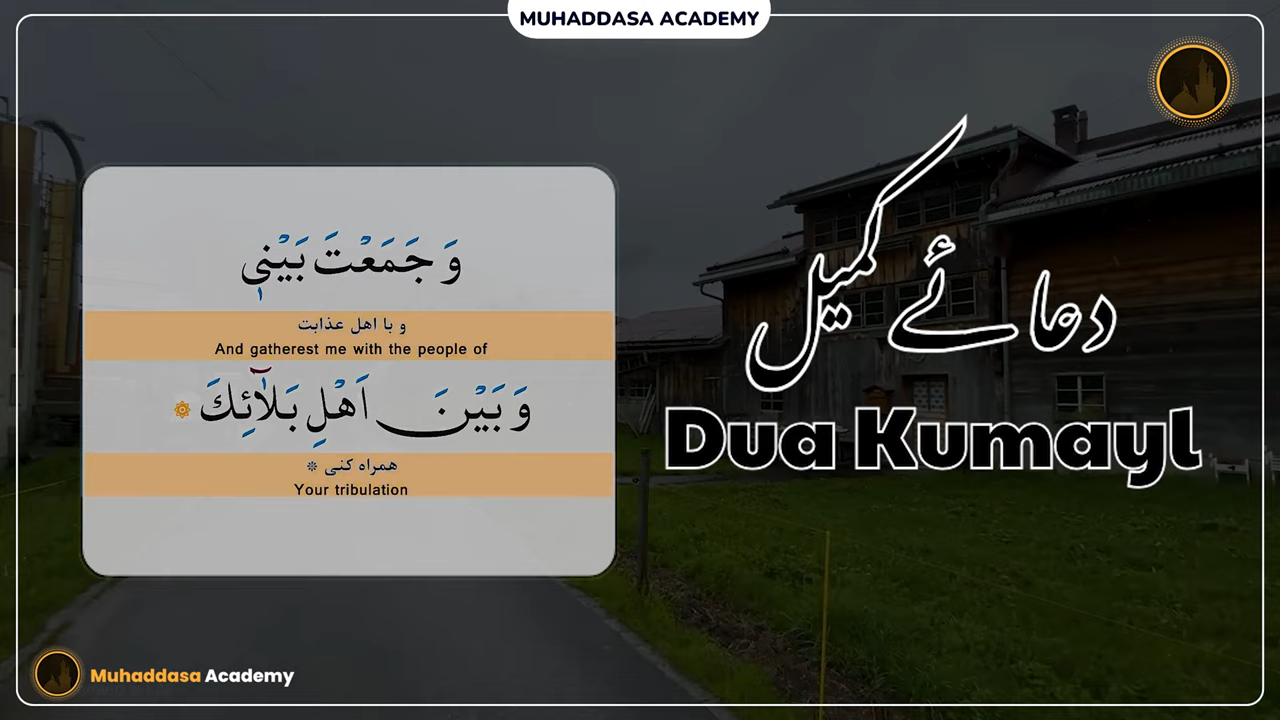 MUHADDASA ACADEMY
وَ جَمَعْتَ بَيْنٖي
و با اهل عذابت
And gatherest me with the people of
وَ بَيْنَ اَهْلِ بَلٰٓائِكَ
همراه کنی *
Your tribulation
دعائے کمیل
Dua Kumayl
Muhaddasa Academy